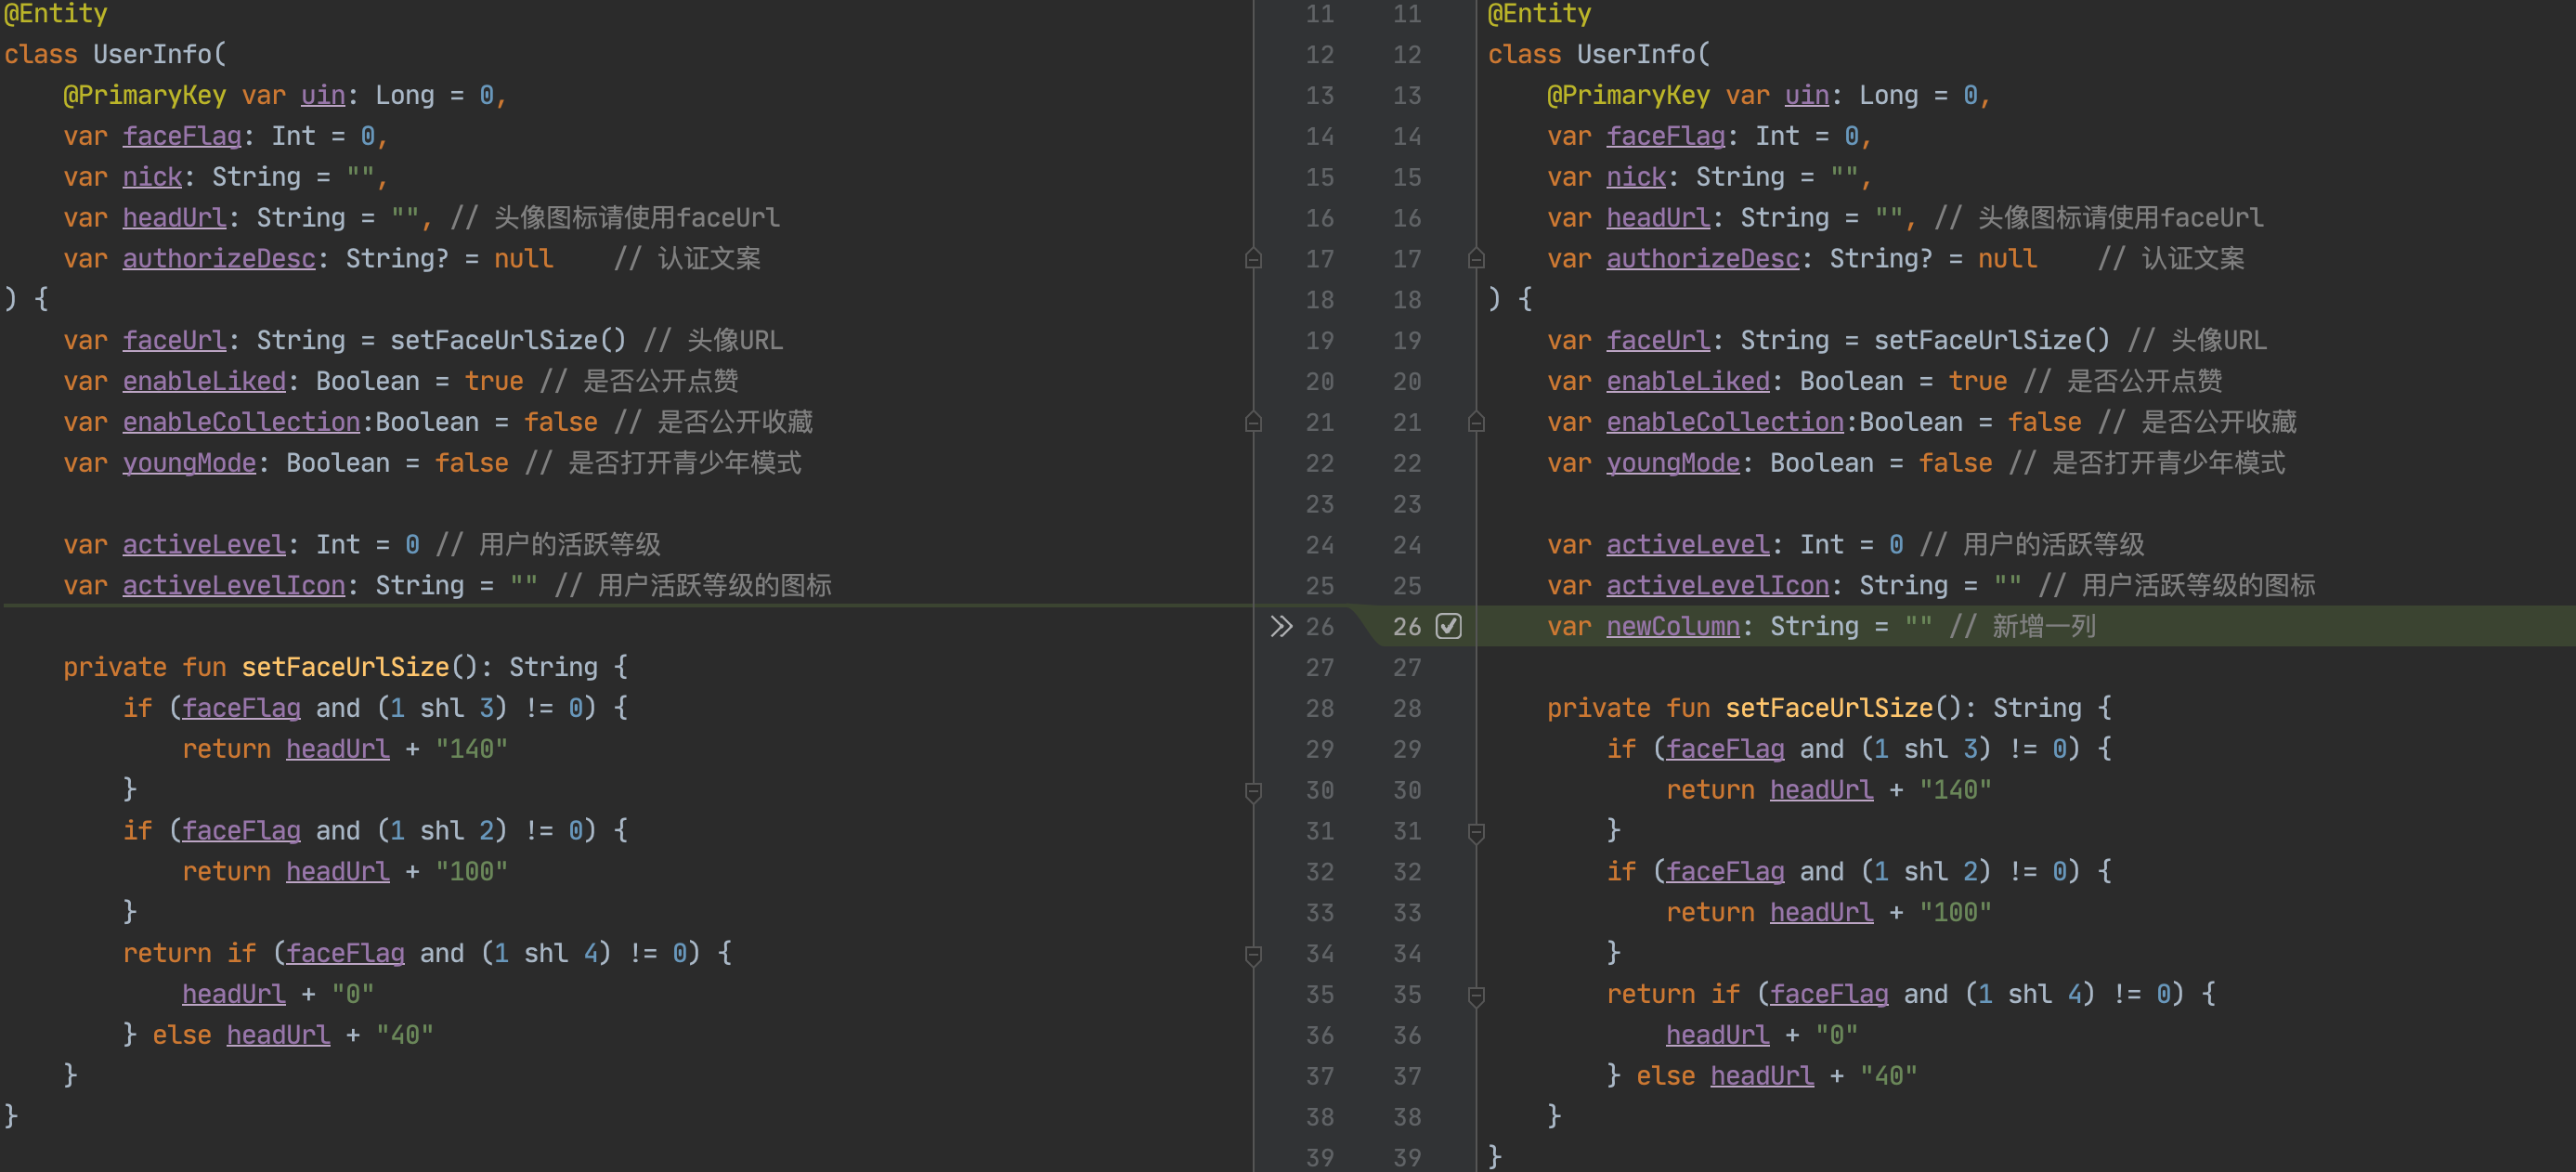 @Entity
class UserInfo(
    @PrimaryKey var uin: Long = 0,
    var faceFlag: Int = 0,
    var nick: String = "",
    var headUrl: String = "", // 头像图标请使用faceUrl
    var authorizeDesc: String? = null    // 认证文案
) {
    var faceUrl: String = setFaceUrlSize() // 头像URL
    var enableLiked: Boolean = true // 是否公开点赞
    var enableCollection:Boolean = false // 是否公开收藏
    var youngMode: Boolean = false // 是否打开青少年模式
    var activeLevel: Int = 0 // 用户的活跃等级
    var activeLevelIcon: String = "" // 用户活跃等级的图标
    private fun setFaceUrlSize(): String {
        if (faceFlag and (1 shl 3) != 0) {
            return headUrl + "140"
        }
        if (faceFlag and (1 shl 2) != 0) {
            return headUrl + "100"
        }
        return if (faceFlag and (1 shl 4) != 0) {
            headUrl + "0"
        } else headUrl + "40"
    }
}
11 11
12 12
13 13
14 14
15 15
16 16
17 17
18 18
19 19
20 20
21 21
22 22
23 23
24 24
25 25
26 26
27 27
28 28
29 29
30 30
31 31
32 32
33 33
34 34
35 35
36 36
37 37
38 38
39 39
@Entity
class UserInfo(
    @PrimaryKey var uin: Long = 0,
    var faceFlag: Int = 0,
    var nick: String = "",
    var headUrl: String = "", // 头像图标请使用faceUrl
    var authorizeDesc: String? = null    // 认证文案
) {
    var faceUrl: String = setFaceUrlSize() // 头像URL
    var enableLiked: Boolean = true // 是否公开点赞
    var enableCollection:Boolean = false // 是否公开收藏
    var youngMode: Boolean = false // 是否打开青少年模式
    var activeLevel: Int = 0 // 用户的活跃等级
    var activeLevelIcon: String = "" // 用户活跃等级的图标
    var newColumn: String = "" // 新增一列
    private fun setFaceUrlSize(): String {
        if (faceFlag and (1 shl 3) != 0) {
            return headUrl + "140"
        }
        if (faceFlag and (1 shl 2) != 0) {
            return headUrl + "100"
        }
        return if (faceFlag and (1 shl 4) != 0) {
            headUrl + "0"
        } else headUrl + "40"
    }
}